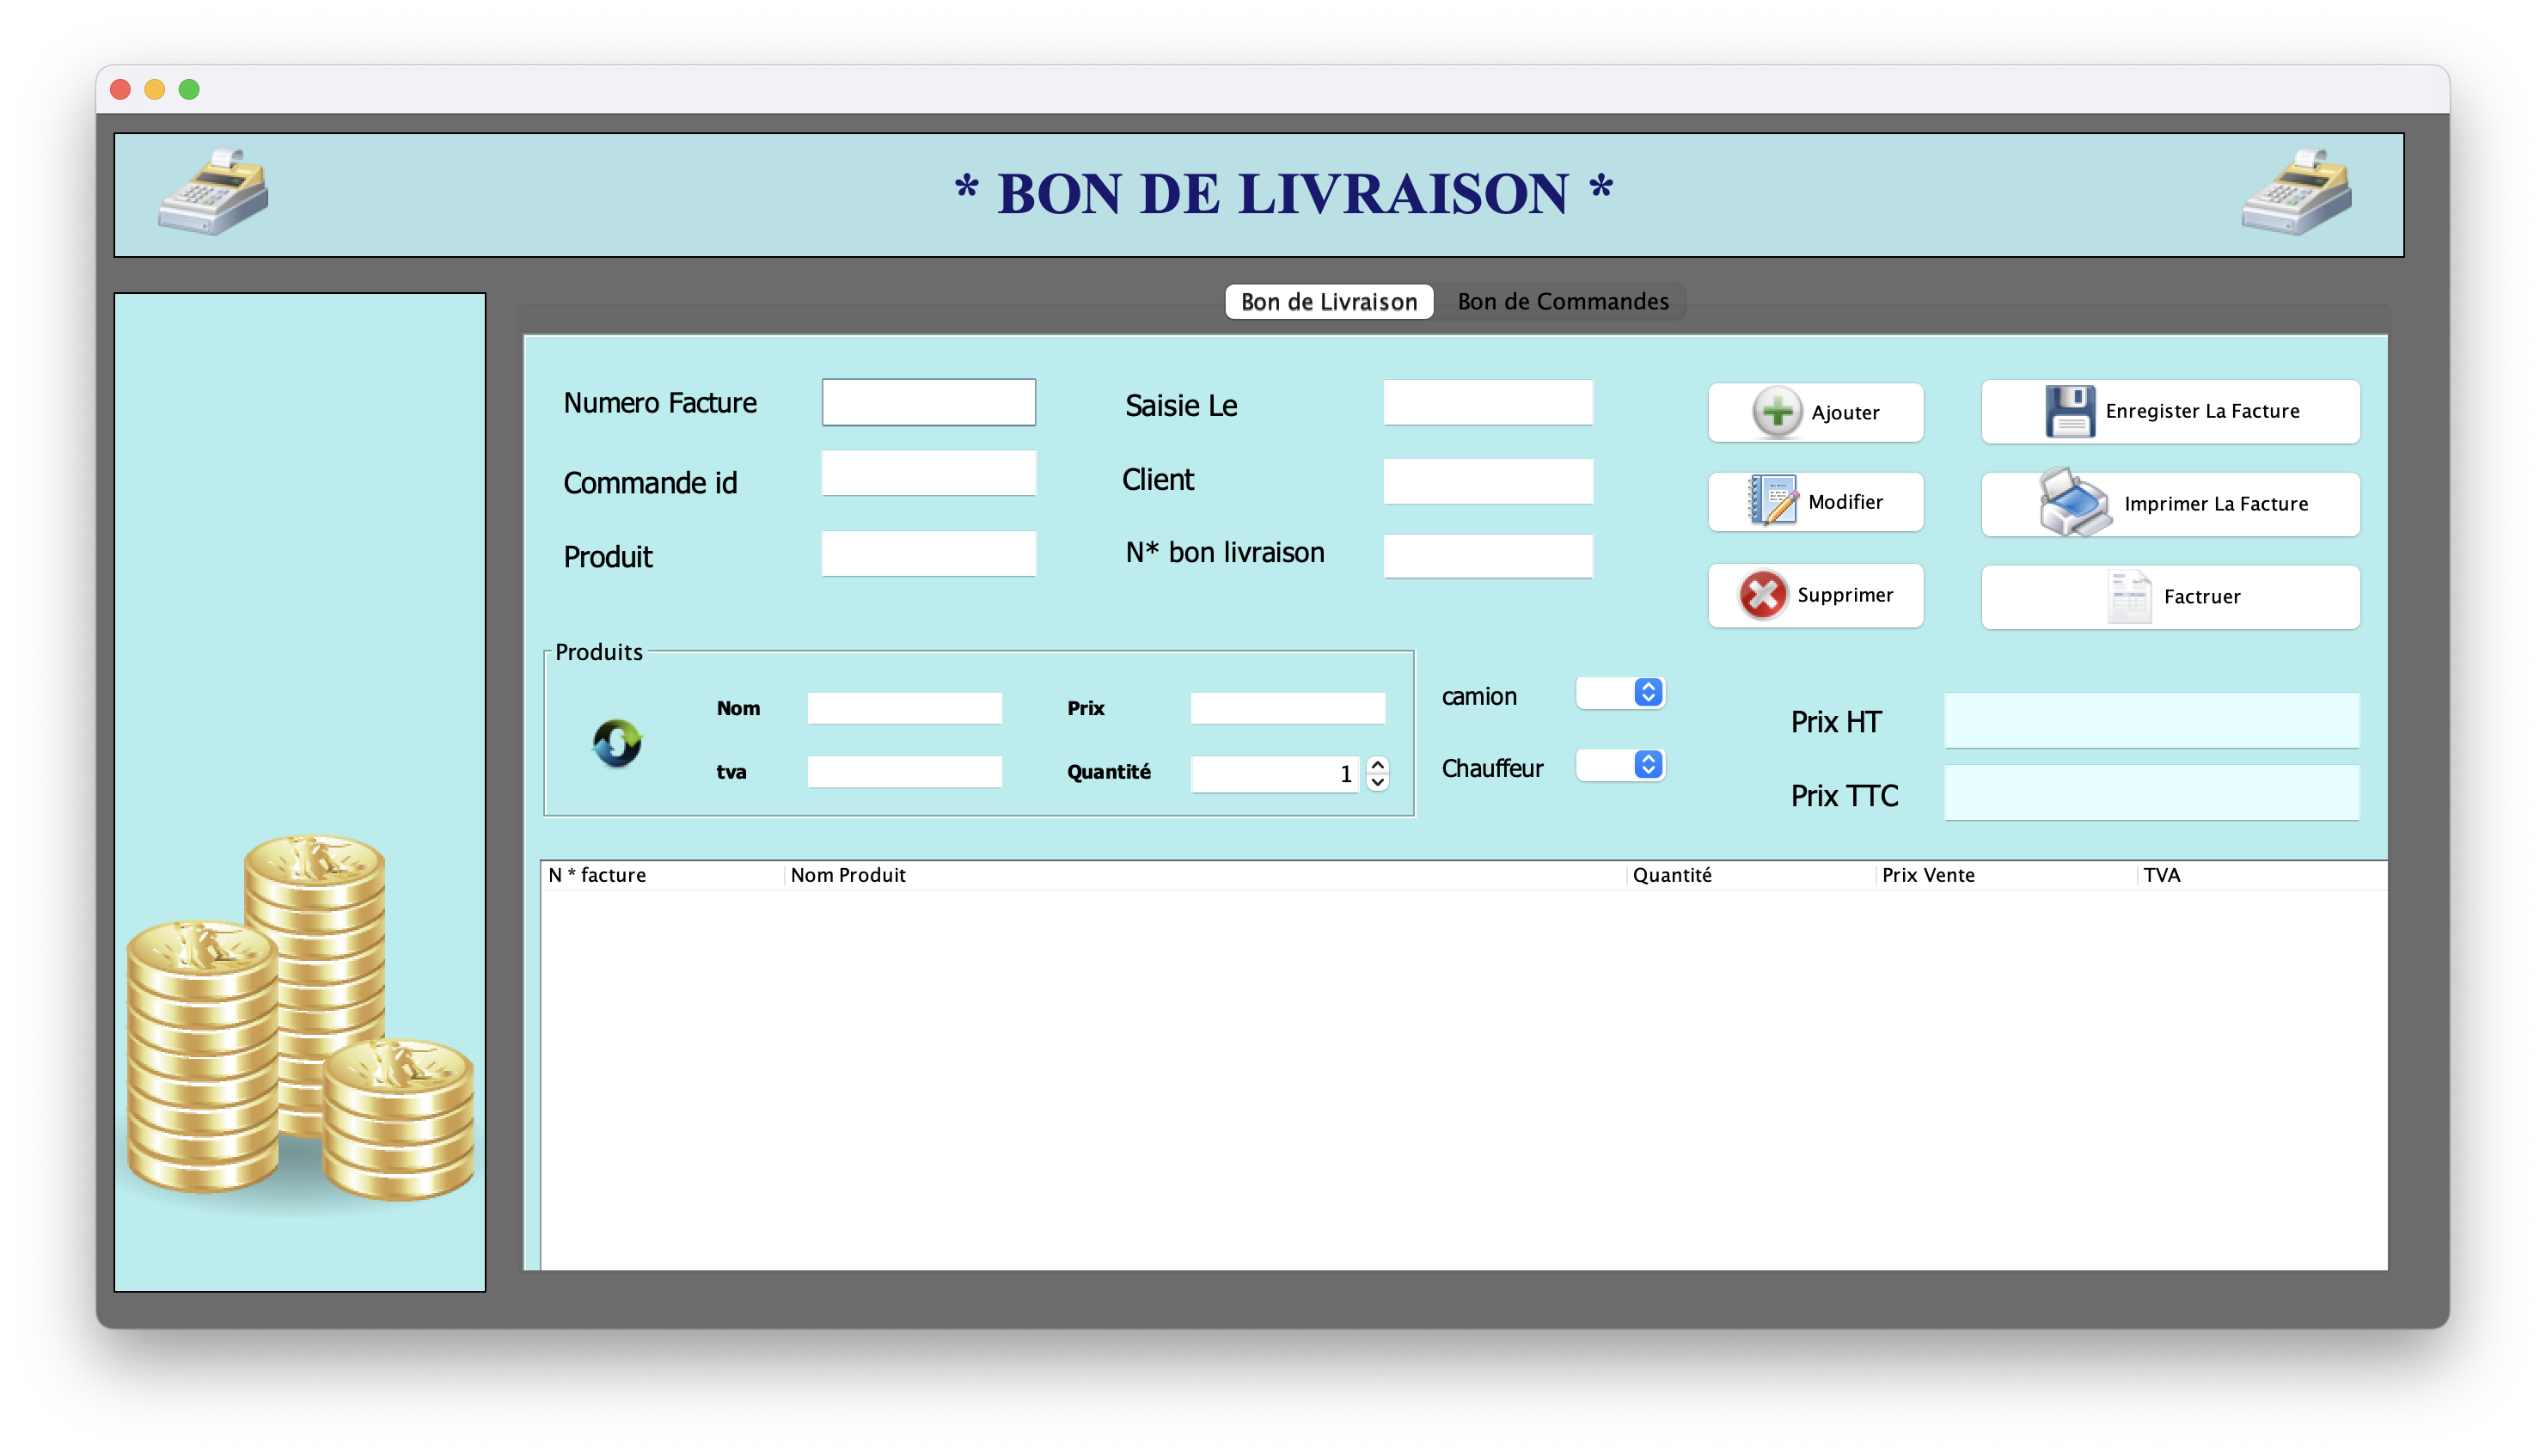 * BON DE LIVRAISON *
Bon de Livraison Bon de Commandes
Numero Facture Saisie Le Ajouter Enregister La Facture
Commande id Client Modifier Imprimer La Facture
Produit N* bon livraison Supprimer Factruer
Produits
Nom Prix camion Prix HT
tva Quantité 1 Chauffeur Prix TTC
N * facture Nom Produit Quantité Prix Vente TVA